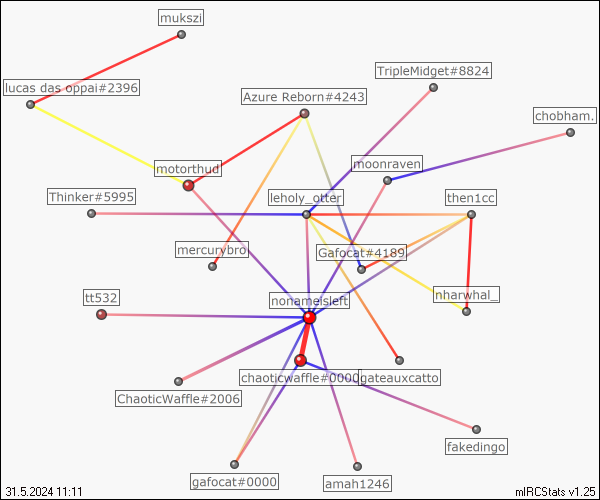 mukszi
TripleMidget#8824
lucas das oppai#2396
Azure Reborn#4243
chobham.
motorthud
moonraven
Thinker#5995
leholy_otter
then1cc
mercurybro
Gafocat#4189
tt532
nonameisleft
nharwhal_
chaoticwaffle#0000
gateauxcatto
ChaoticWaffle#2006
fakedingo
gafocat#0000
amah1246
31.5.2024 11:11
mIRCStats v1.25